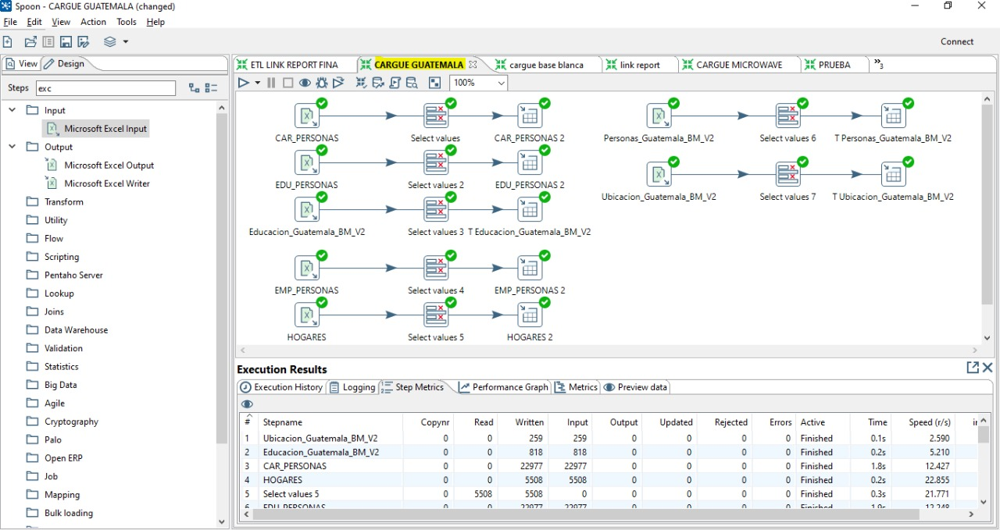 Spoon - CARGUE GUATEMALA (changed)
File Edit View Action Tools Help
Connect
View Design
Steps exc
Input
Microsoft Excel Input
Output
Microsoft Excel Output
Microsoft Excel Writer
Transform
Utility
Flow
Scripting
Pentaho Server
Lookup
Joins
Data Warehouse
Validation
Statistics
Big Data
Agile
Cryptography
Palo
Open ERP
Job
Mapping
Bulk loading
ETL LINK REPORT FINA CARGUE GUATEMALA cargue base blanca link report CARGUE MICROWAVE PRUEBA »3
100%
CAR_PERSONAS Select values CAR_PERSONAS 2 Personas_Guatemala_BM_V2 Select values 6 T Personas_Guatemala_BM_V2
EDU_PERSONAS Select values 2 EDU_PERSONAS 2 Ubicacion_Guatemala_BM_V2 Select values 7 T Ubicacion_Guatemala_BM_V2
Educacion_Guatemala_BM_V2 Select values 3 T Educacion_Guatemala_BM_V2
EMP_PERSONAS Select values 4 EMP_PERSONAS 2
HOGARES Select values 5 HOGARES 2
Execution Results
Execution History Logging Step Metrics Performance Graph Metrics Preview data
# Stepname Copynr Read Written Input Output Updated Rejected Errors Active Time Speed (r/s)
1 Ubicacion_Guatemala_BM_V2 0 0 259 259 0 0 0 0 Finished 0.1s 2.590
2 Educacion_Guatemala_BM_V2 0 0 818 818 0 0 0 0 Finished 0.2s 5.210
3 CAR_PERSONAS 0 0 22977 22977 0 0 0 0 Finished 1.8s 12.427
4 HOGARES 0 0 5508 5508 0 0 0 0 Finished 0.2s 22.855
5 Select values 5 0 5508 5508 0 0 0 0 0 Finished 0.3s 21.771
6 EDU_PERSONAS 0 0 22977 22977 0 0 0 0 Finished 1.9s 12.248